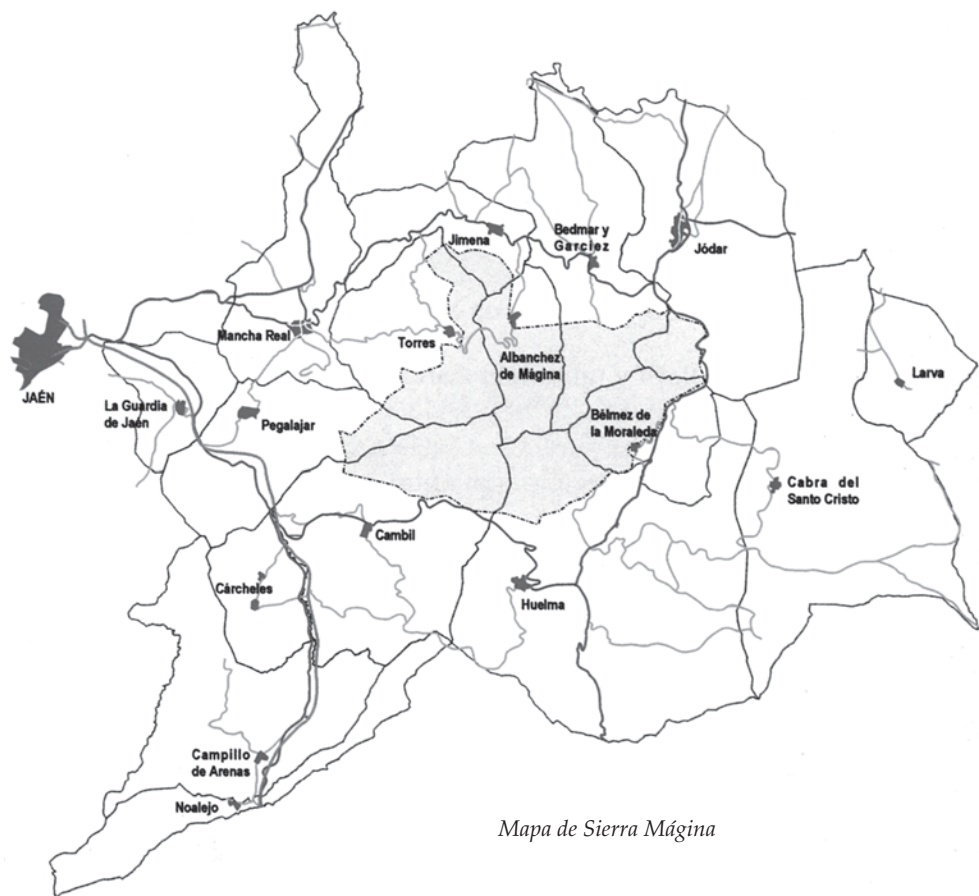 Jimena
Bedmar y
Garciez
Jódar
Mancha Real
Torres
Albanchez
de Mágina
Larva
JAÉN
La Guardia
de Jaén
Pegalajar
Bélmez de
la Moraleda
Cabra del
Santo Cristo
Cambil
Cárcheles
Huelma
Campillo
de Arenas
Noalejo
Mapa de Sierra Mágina